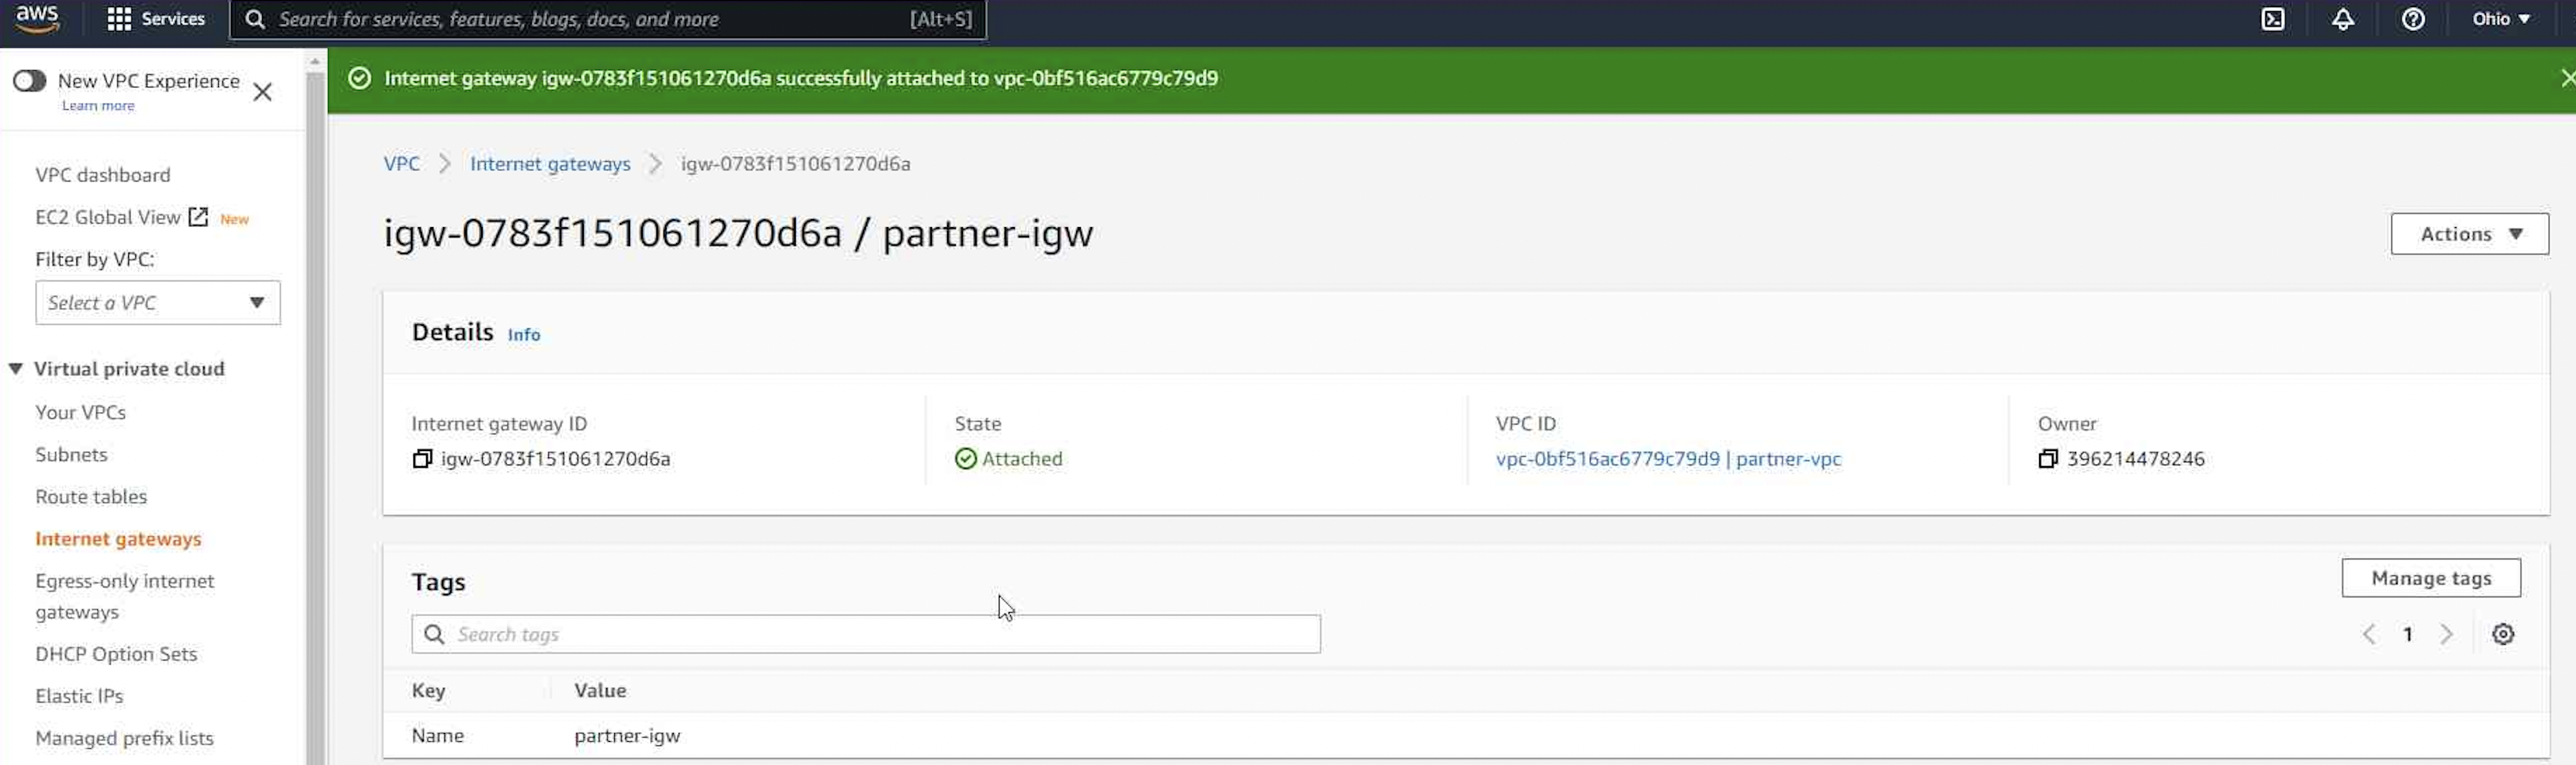 aws
Services
Search for services, features, blogs, docs, and more [Alt+S]
Ohio
New VPC Experience
Learn more
VPC dashboard
EC2 Global View New
Filter by VPC:
Select a VPC
Virtual private cloud
Your VPCs
Subnets
Route tables
Internet gateways
Egress-only internet
gateways
DHCP Option Sets
Elastic IPs
Managed prefix lists
Internet gateway igw-0783f151061270d6a successfully attached to vpc-0bf516ac6779c79d9
VPC > Internet gateways > igw-0783f151061270d6a
igw-0783f151061270d6a / partner-igw
Actions
Details Info
Internet gateway ID
igw-0783f151061270d6a
State
Attached
VPC ID
vpc-0bf516ac6779c79d9 | partner-vpc
Owner
396214478246
Tags
Manage tags
Search tags
1
Key Value
Name partner-igw